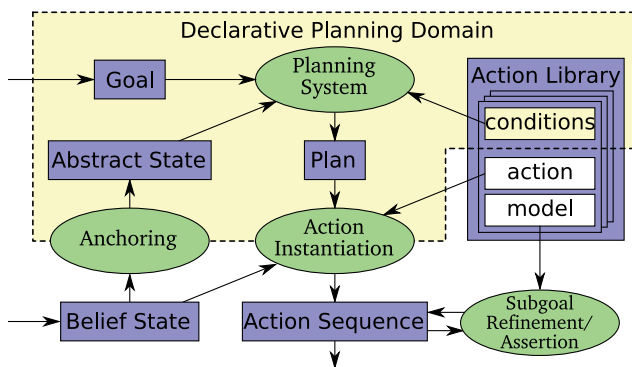 Declarative Planning Domain
Goal
Planning
System
Action Library
conditions
Abstract State
Plan
action
model
Anchoring
Action
Instantiation
Belief State
Action Sequence
Subgoal
Refinement/
Assertion